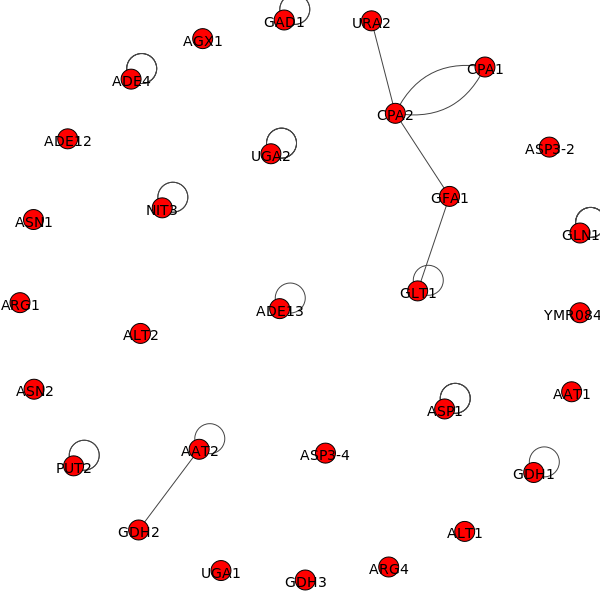 GAD1
URA2
AGX1
CPA1
ADE4
CPA2
ADE12
ASP3-2
UGA2
GFA1
NIT3
ASN1
GLN1
GLT1
ARG1
ADE13
YMR084
ALT2
ASN2
AAT1
ASP1
AAT2
ASP3-4
PUT2
GDH1
GDH2
ALT1
UGA1
ARG4
GDH3